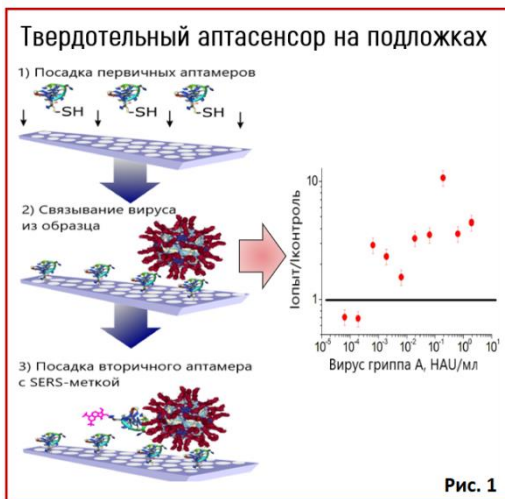 Твердотельный аптасенсор на подложках
1) Посадка первичных аптамеров
SH
SH
SH
2) Связывание вируса
из образца
3) Посадка вторичного аптамера
с SERS-меткой
Iопыт/Iконтроль
10
1
10⁻⁵ 10⁻⁴ 10⁻³ 10⁻² 10⁻¹ 10⁰ 10¹
Вирус гриппа А, HAU/мл
Рис. 1